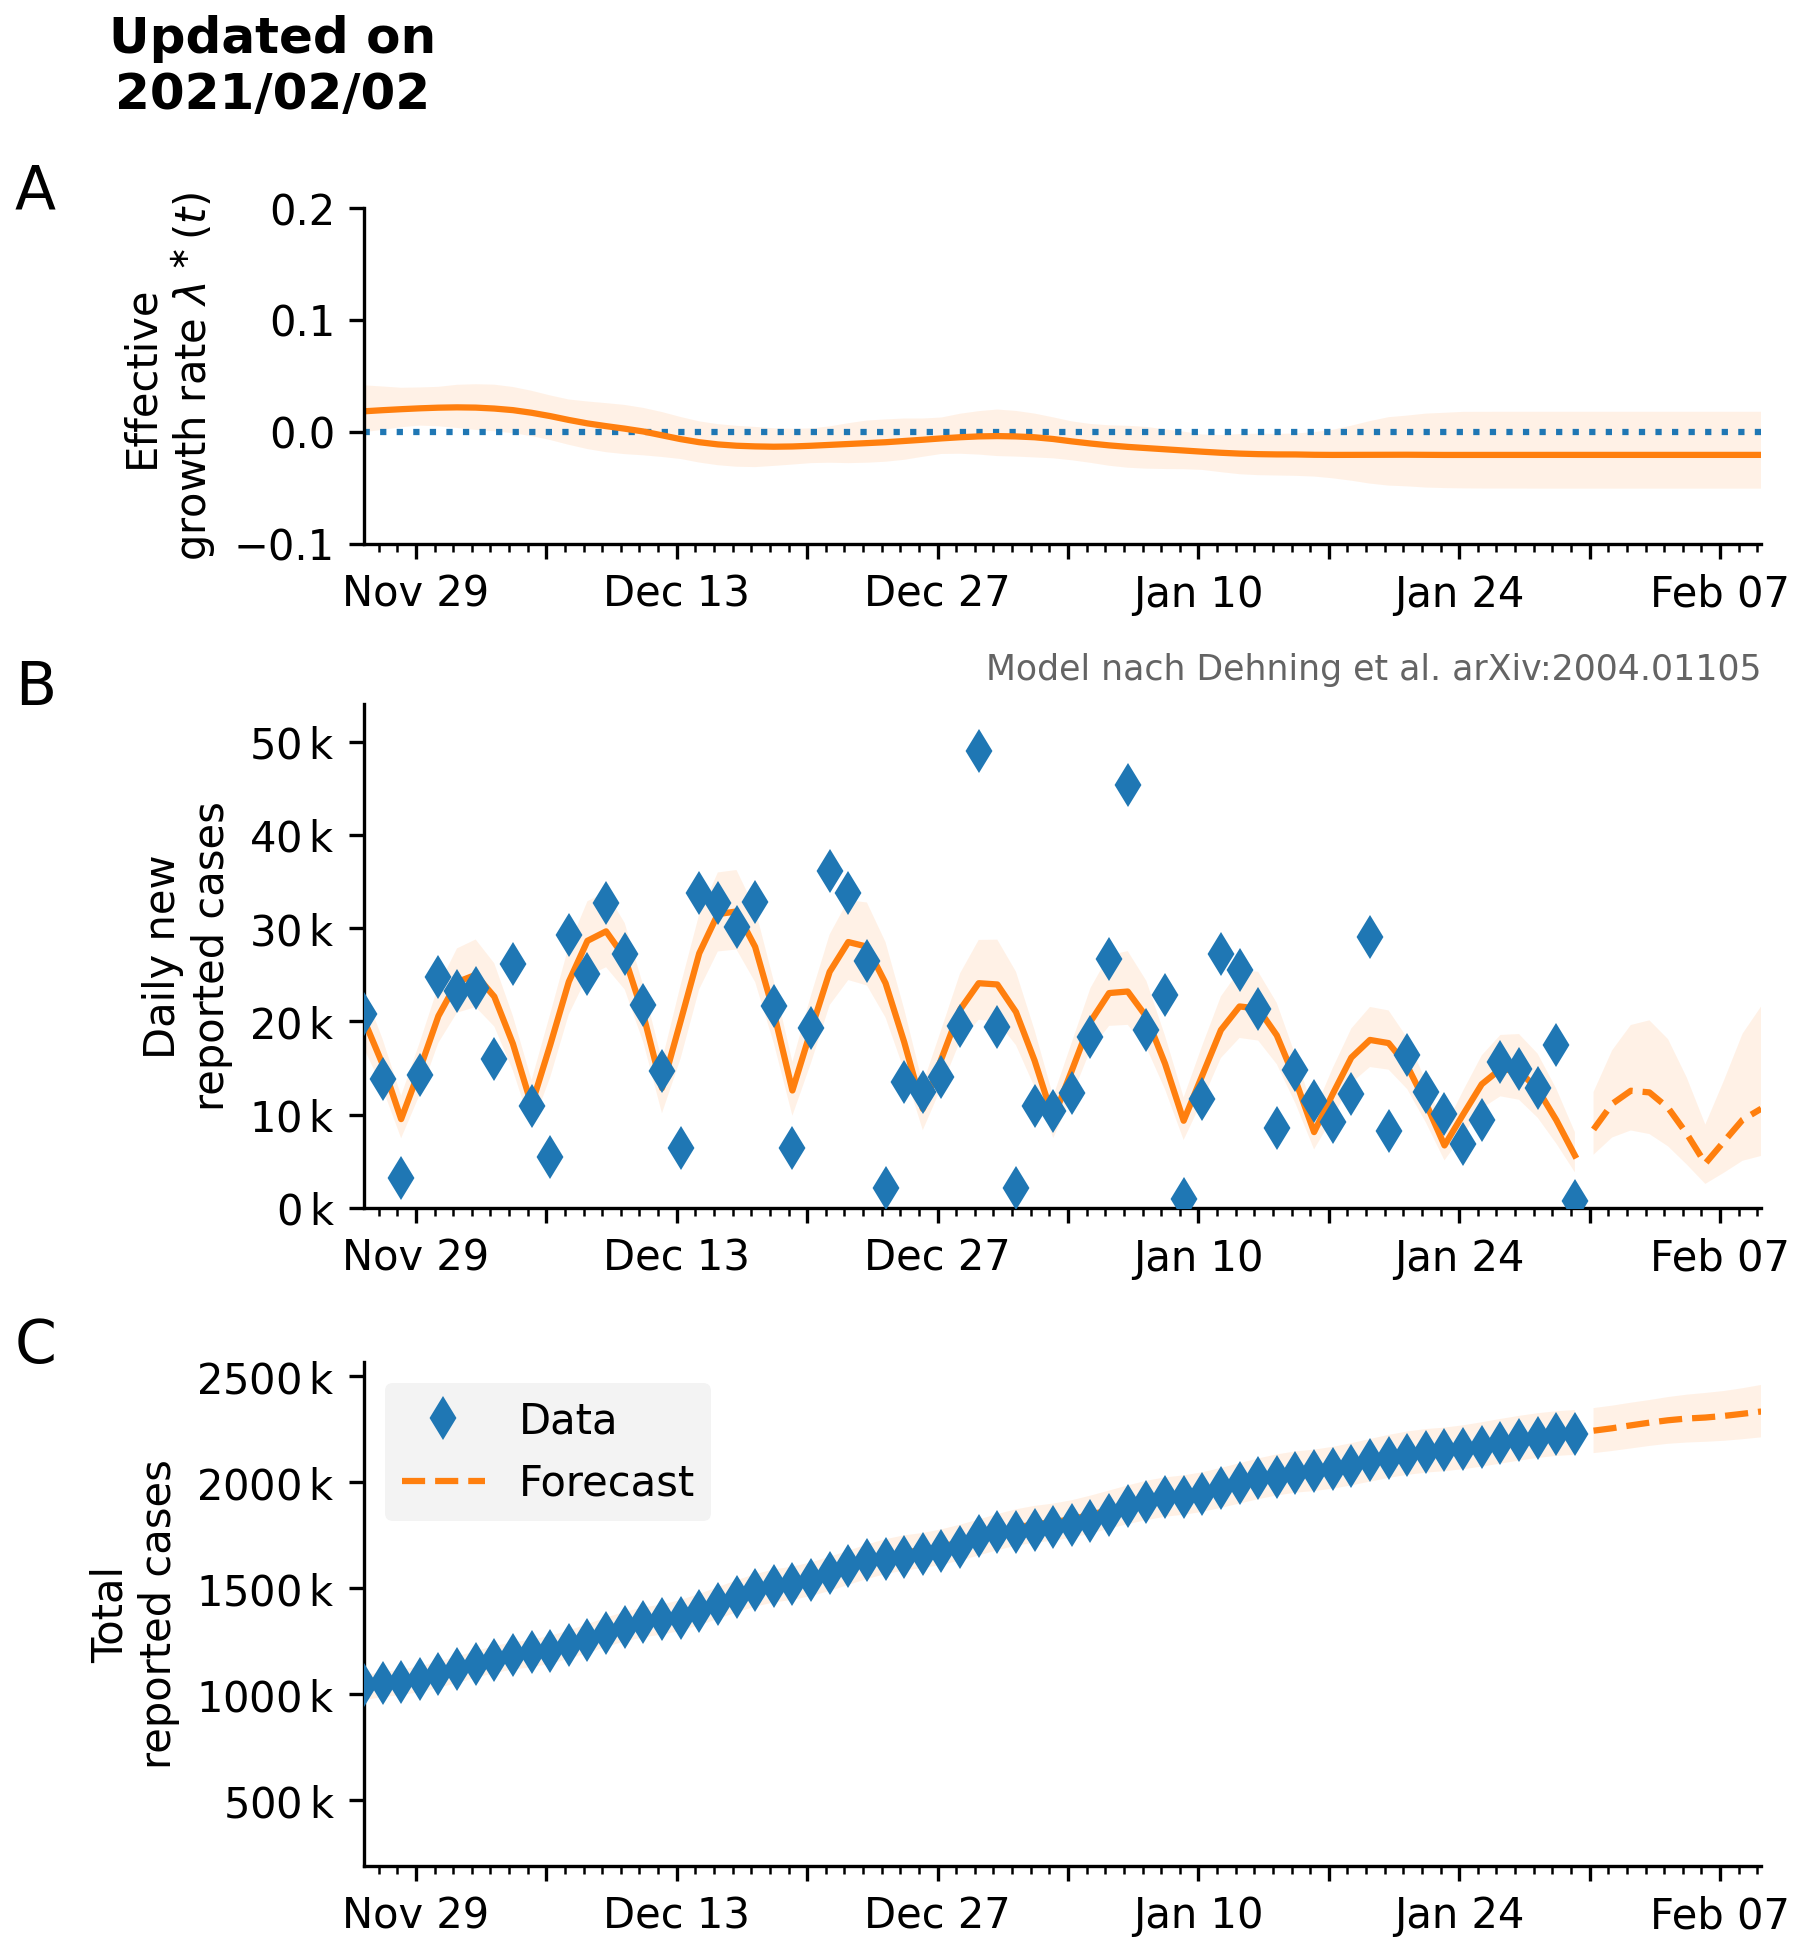 Updated on
2021/02/02
A
Effective
growth rate λ * (t)
0.2
0.1
0.0
−0.1
Nov 29 Dec 13 Dec 27 Jan 10 Jan 24 Feb 07
Model nach Dehning et al. arXiv:2004.01105
B
Daily new
reported cases
50 k
40 k
30 k
20 k
10 k
0 k
Nov 29 Dec 13 Dec 27 Jan 10 Jan 24 Feb 07
C
Total
reported cases
2500 k
2000 k
1500 k
1000 k
500 k
Data
Forecast
Nov 29 Dec 13 Dec 27 Jan 10 Jan 24 Feb 07